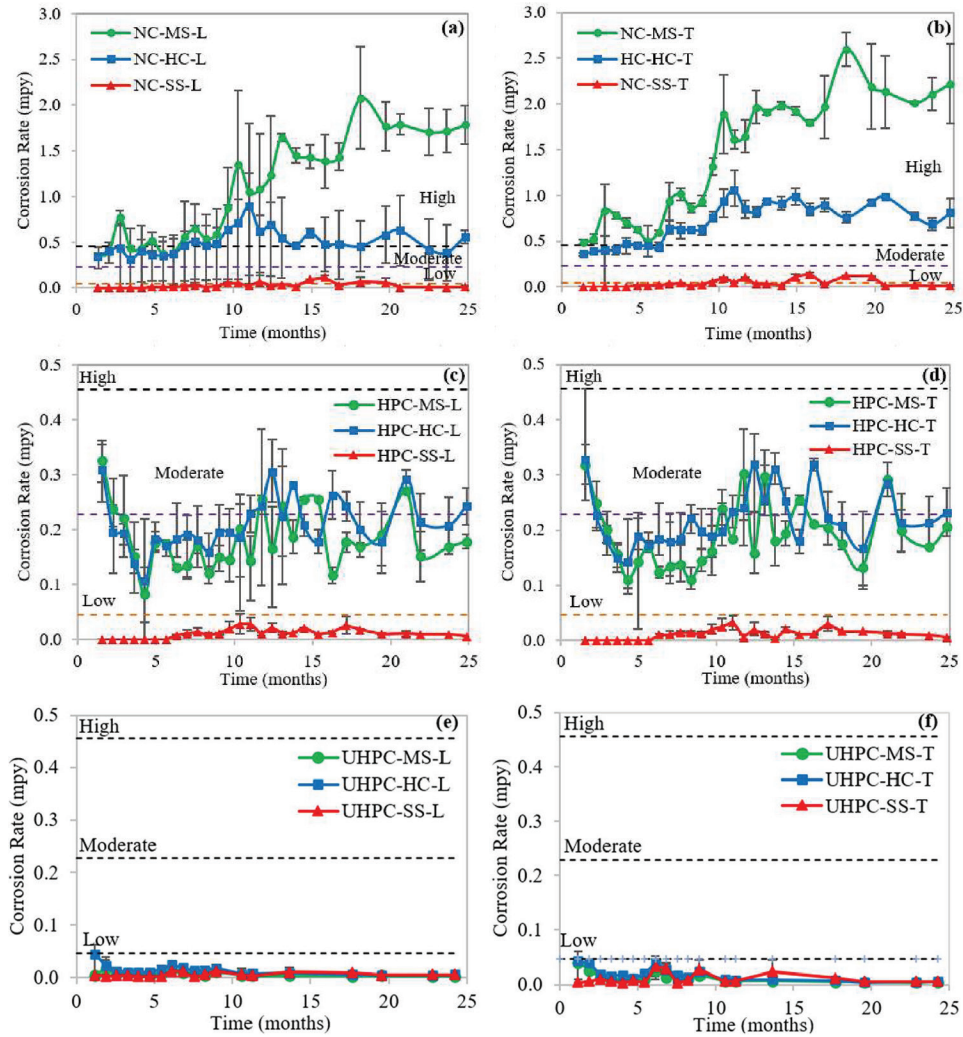 (a)
NC-MS-L
NC-HC-L
NC-SS-L
High
Moderate
Low
Corrosion Rate (mpy)
3.0
2.5
2.0
1.5
1.0
0.5
0.0
0 5 10 15 20 25
Time (months)
(b)
NC-MS-T
HC-HC-T
NC-SS-T
High
Moderate
Low
Corrosion Rate (mpy)
3.0
2.5
2.0
1.5
1.0
0.5
0.0
0 5 10 15 20 25
Time (months)
(c)
High
HPC-MS-L
HPC-HC-L
HPC-SS-L
Moderate
Low
Corrosion Rate (mpy)
0.5
0.4
0.3
0.2
0.1
0.0
0 5 10 15 20 25
Time (months)
(d)
High
HPC-MS-T
HPC-HC-T
HPC-SS-T
Moderate
Low
Corrosion Rate (mpy)
0.5
0.4
0.3
0.2
0.1
0.0
0 5 10 15 20 25
Time (months)
(e)
High
UHPC-MS-L
UHPC-HC-L
UHPC-SS-L
Moderate
Low
Corrosion Rate (mpy)
0.5
0.4
0.3
0.2
0.1
0.0
0 5 10 15 20 25
Time (months)
(f)
High
UHPC-MS-T
UHPC-HC-T
UHPC-SS-T
Moderate
Low
Corrosion Rate (mpy)
0.5
0.4
0.3
0.2
0.1
0.0
0 5 10 15 20 25
Time (months)